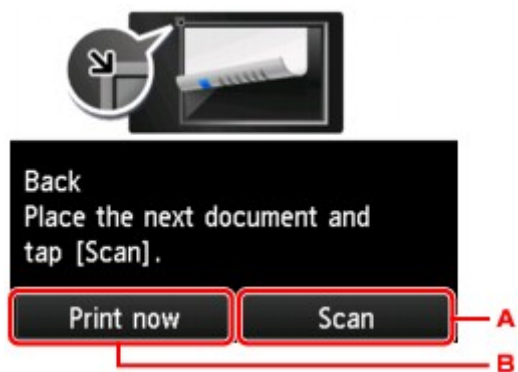 Back
Place the next document and
tap [Scan].
Print now
Scan
A
B